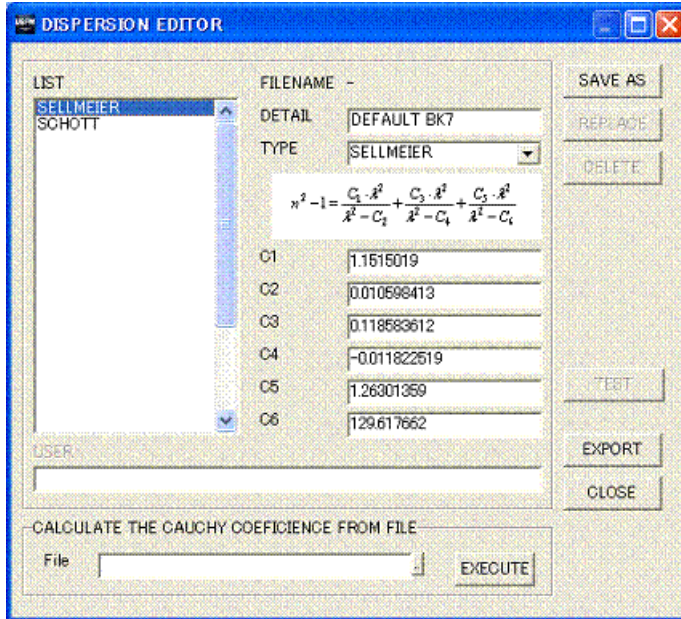 DISPERSION EDITOR
LIST
SELLMEIER
SCHOTT
FILENAME -
DETAIL DEFAULT BK7
TYPE SELLMEIER
n² - 1 = C₁·λ² / (λ² - C₂) + C₃·λ² / (λ² - C₄) + C₅·λ² / (λ² - C₆)
C1 1.1515019
C2 0.010598413
C3 0.118583612
C4 -0.011822519
C5 1.26301359
C6 129.617662
USER
SAVE AS
REPLACE
DELETE
TEST
EXPORT
CLOSE
CALCULATE THE CAUCHY COEFICIENCE FROM FILE
File
EXECUTE